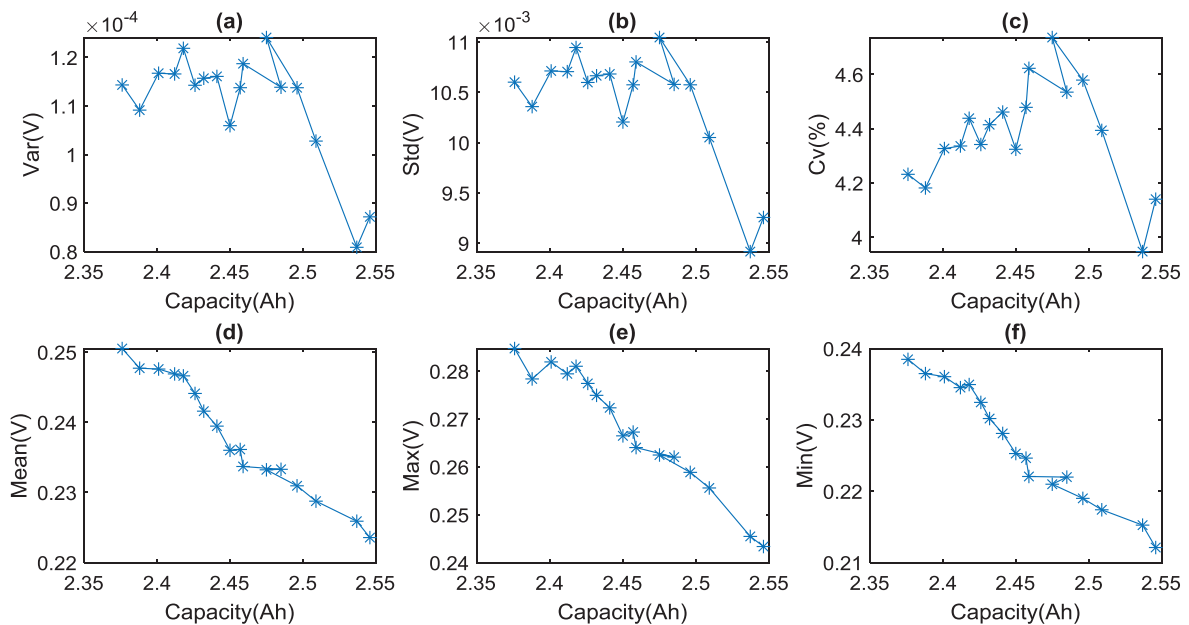 (a)
×10⁻⁴
1.2
1.1
1
0.9
0.8
Var(V)
2.35 2.4 2.45 2.5 2.55
Capacity(Ah)
(b)
×10⁻³
11
10.5
10
9.5
9
Std(V)
2.35 2.4 2.45 2.5 2.55
Capacity(Ah)
(c)
4.6
4.4
4.2
4
Cv(%)
2.35 2.4 2.45 2.5 2.55
Capacity(Ah)
(d)
0.25
0.24
0.23
0.22
Mean(V)
2.35 2.4 2.45 2.5 2.55
Capacity(Ah)
(e)
0.28
0.27
0.26
0.25
0.24
Max(V)
2.35 2.4 2.45 2.5 2.55
Capacity(Ah)
(f)
0.24
0.23
0.22
0.21
Min(V)
2.35 2.4 2.45 2.5 2.55
Capacity(Ah)